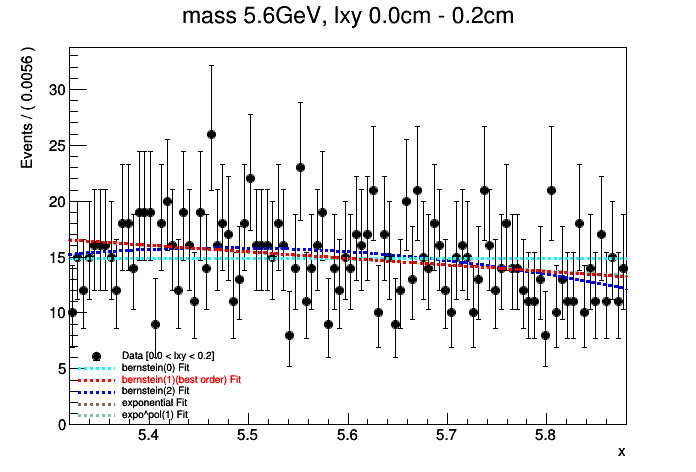 mass 5.6GeV, lxy 0.0cm - 0.2cm
Events / ( 0.0056 )
30
25
20
15
10
5
0
Data [0.0 < lxy < 0.2]
bernstein(0) Fit
bernstein(1)(best order) Fit
bernstein(2) Fit
exponential Fit
expo^pol(1) Fit
5.4
5.5
5.6
5.7
5.8
x